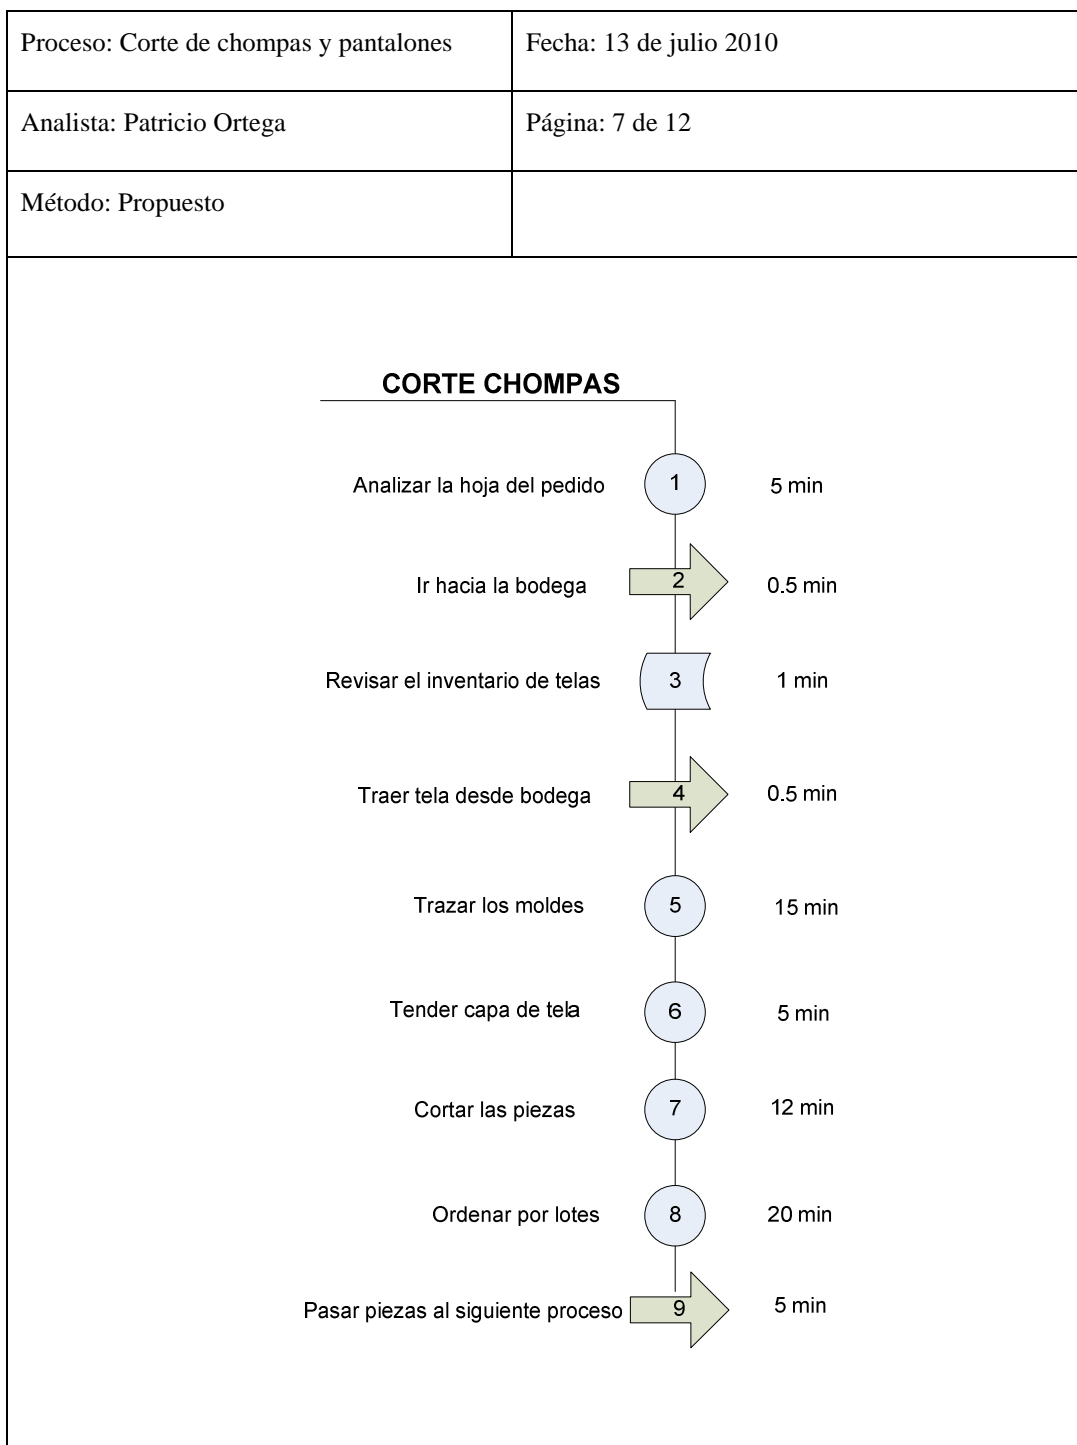 Proceso: Corte de chompas y pantalones
Fecha: 13 de julio 2010
Analista: Patricio Ortega
Página: 7 de 12
Método: Propuesto
CORTE CHOMPAS
Analizar la hoja del pedido 1 5 min
Ir hacia la bodega 2 0.5 min
Revisar el inventario de telas 3 1 min
Traer tela desde bodega 4 0.5 min
Trazar los moldes 5 15 min
Tender capa de tela 6 5 min
Cortar las piezas 7 12 min
Ordenar por lotes 8 20 min
Pasar piezas al siguiente proceso 9 5 min